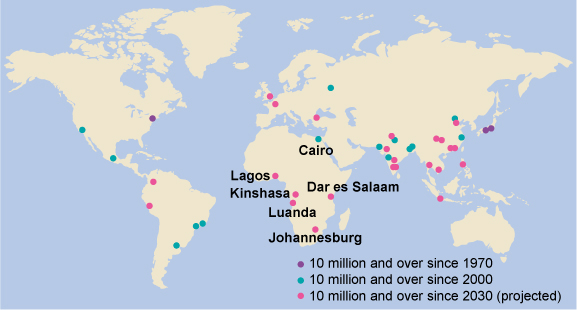 Cairo
Lagos
Kinshasa
Dar es Salaam
Luanda
Johannesburg
10 million and over since 1970
10 million and over since 2000
10 million and over since 2030 (projected)